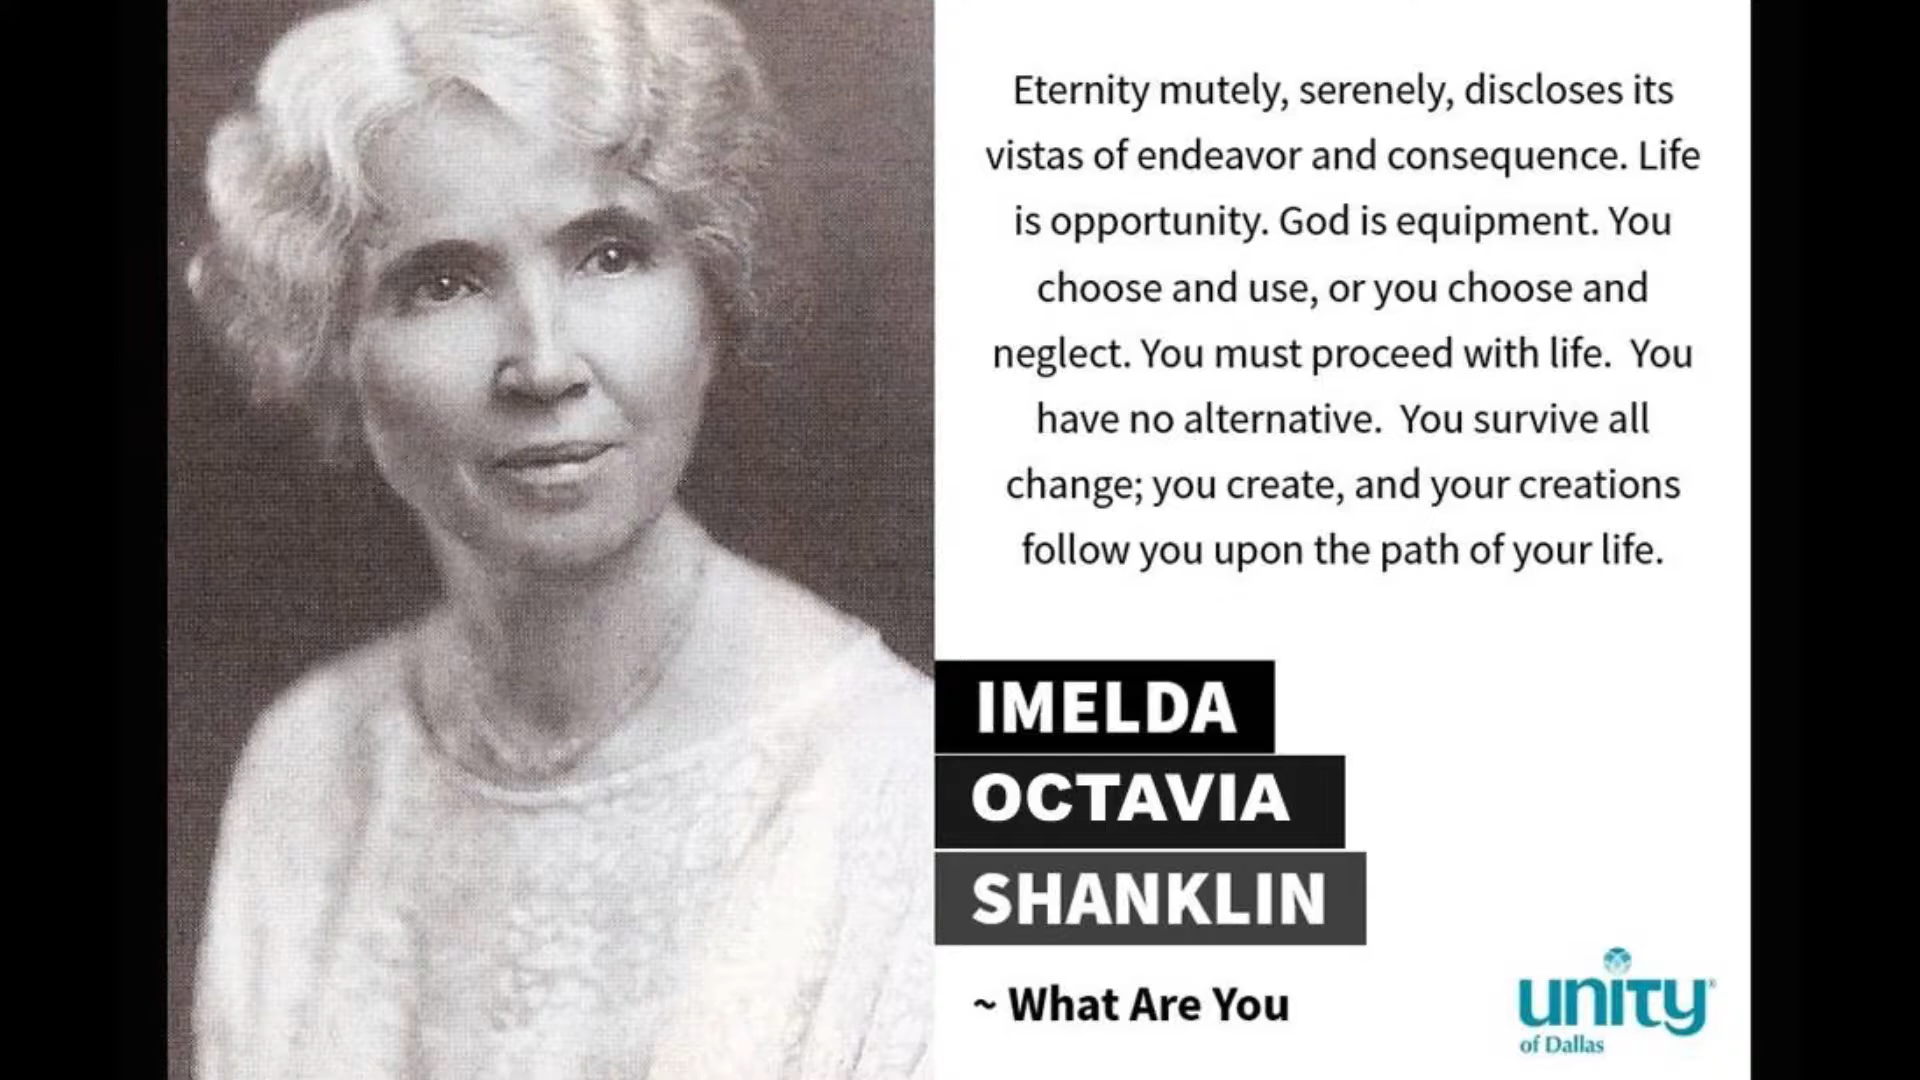 Eternity mutely, serenely, discloses its
vistas of endeavor and consequence. Life
is opportunity. God is equipment. You
choose and use, or you choose and
neglect. You must proceed with life.  You
have no alternative.  You survive all
change; you create, and your creations
follow you upon the path of your life.
IMELDA
OCTAVIA
SHANKLIN
~ What Are You
unity®
of Dallas